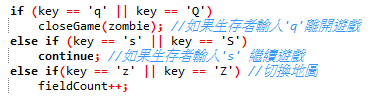 if (key == 'q' || key == 'Q')
closeGame(zombie); //如果生存者輸入'q'離開遊戲
else if (key == 's' || key == 'S')
continue; //如果生存者輸入's' 繼續遊戲
else if(key == 'z' || key == 'Z') //切換地圖
fieldCount++;